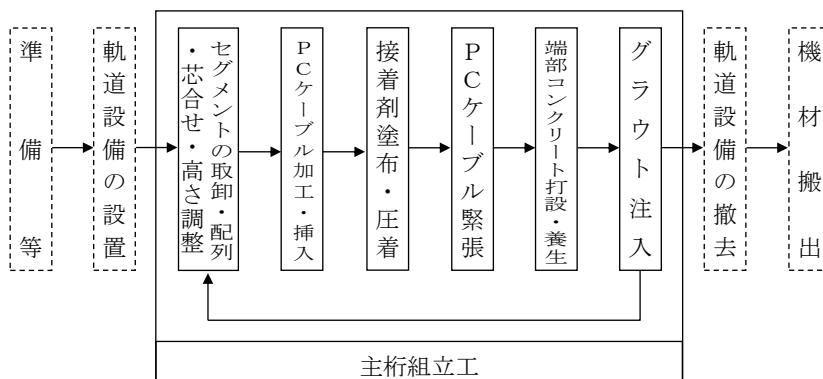 準備等
軌道設備の設置
セグメントの取卸・配列
・芯合せ・高さ調整
PCケーブル加工・挿入
接着剤塗布・圧着
PCケーブル緊張
端部コンクリート打設・養生
グラウト注入
軌道設備の撤去
機材搬出
主桁組立工